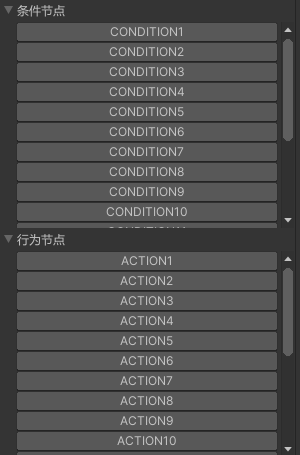 条件节点
CONDITION1
CONDITION2
CONDITION3
CONDITION4
CONDITION5
CONDITION6
CONDITION7
CONDITION8
CONDITION9
CONDITION10
行为节点
ACTION1
ACTION2
ACTION3
ACTION4
ACTION5
ACTION6
ACTION7
ACTION8
ACTION9
ACTION10